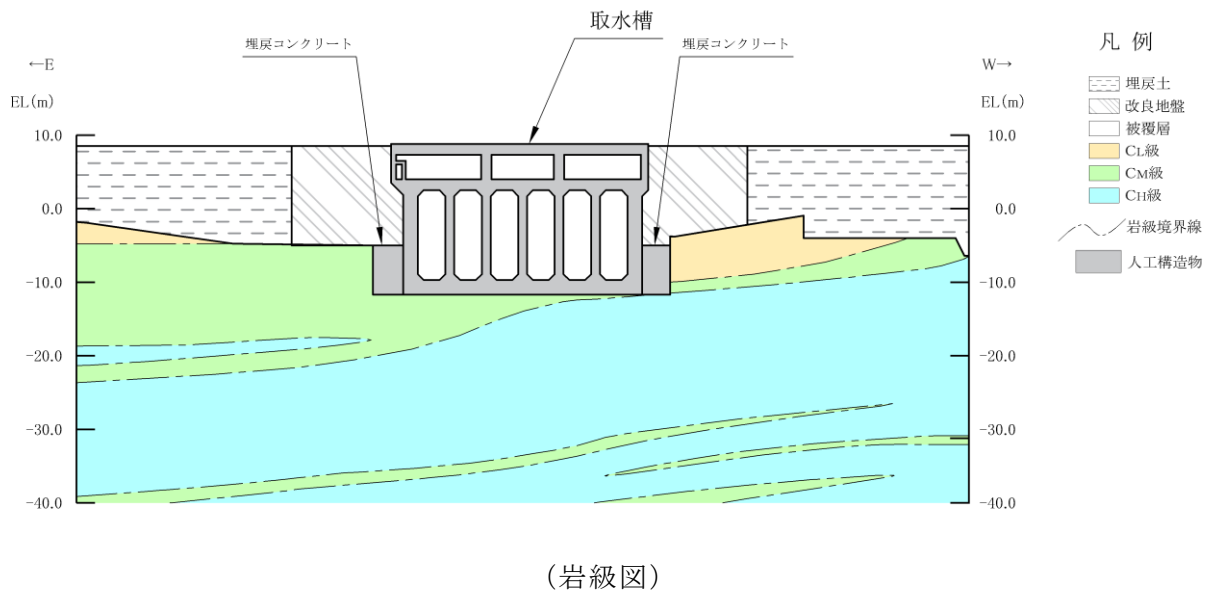 取水槽
埋戻コンクリート
埋戻コンクリート
←E
W→
EL(m)
EL(m)
10.0
0.0
-10.0
-20.0
-30.0
-40.0
10.0
0.0
-10.0
-20.0
-30.0
-40.0
凡 例
埋戻土
改良地盤
被覆層
CL級
CM級
CH級
岩級境界線
人工構造物
(岩級図)